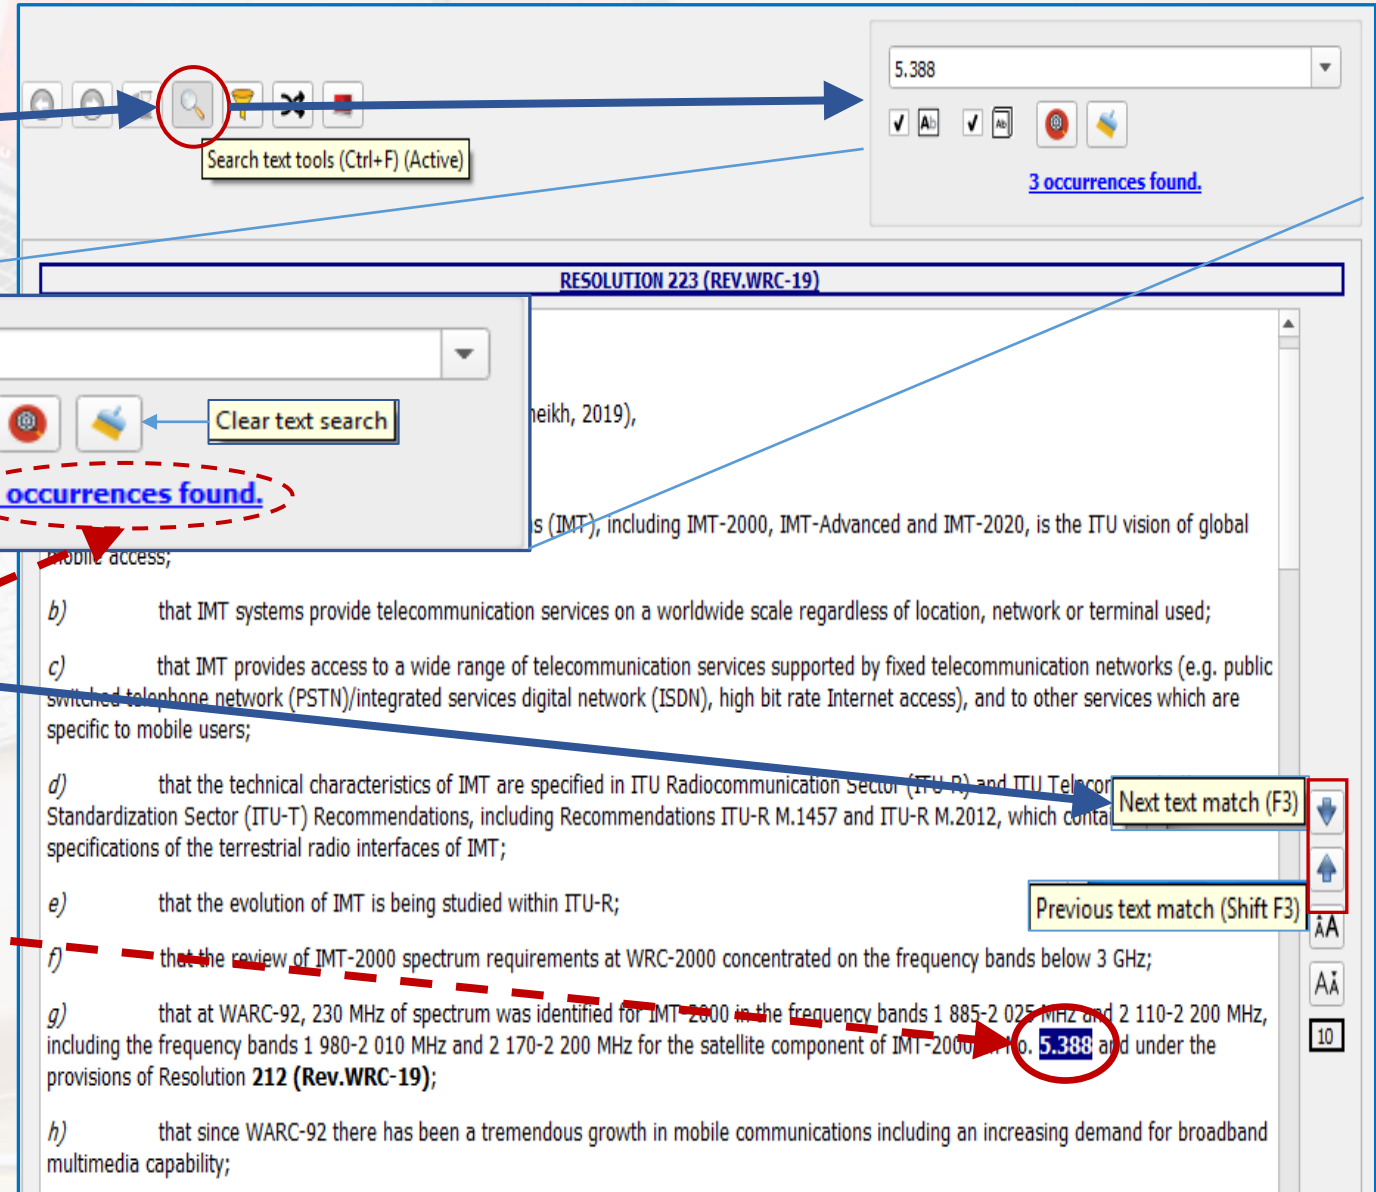 5.388
Ab
Ab
Search text tools (Ctrl+F) (Active)
3 occurrences found.
RESOLUTION 223 (REV.WRC-19)
heikh, 2019),
Clear text search
occurrences found.
s (IMT), including IMT-2000, IMT-Advanced and IMT-2020, is the ITU vision of global
mobile access;
b) that IMT systems provide telecommunication services on a worldwide scale regardless of location, network or terminal used;
c) that IMT provides access to a wide range of telecommunication services supported by fixed telecommunication networks (e.g. public
switched telephone network (PSTN)/integrated services digital network (ISDN), high bit rate Internet access), and to other services which are
specific to mobile users;
d) that the technical characteristics of IMT are specified in ITU Radiocommunication Sector (ITU-R) and ITU Teleco
Next text match (F3)
Standardization Sector (ITU-T) Recommendations, including Recommendations ITU-R M.1457 and ITU-R M.2012, which contai
specifications of the terrestrial radio interfaces of IMT;
e) that the evolution of IMT is being studied within ITU-R;
Previous text match (Shift F3)
AA
f) that the review of IMT-2000 spectrum requirements at WRC-2000 concentrated on the frequency bands below 3 GHz;
AA
g) that at WARC-92, 230 MHz of spectrum was identified for IMT-2000 in the frequency bands 1 885-2 025 MHz and 2 110-2 200 MHz,
including the frequency bands 1 980-2 010 MHz and 2 170-2 200 MHz for the satellite component of IMT-2000, in No. 5.388 and under the
10
provisions of Resolution 212 (Rev.WRC-19);
h) that since WARC-92 there has been a tremendous growth in mobile communications including an increasing demand for broadband
multimedia capability;